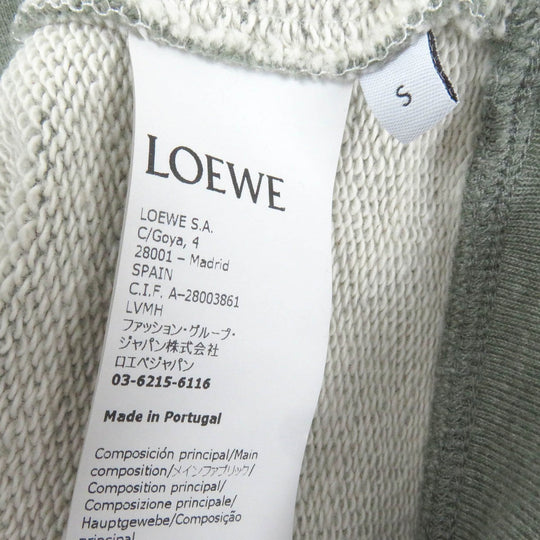 S
LOEWE
LOEWE S.A.
C/Goya, 4
28001 – Madrid
SPAIN
C.I.F. A-28003861
LVMH
ファッション・グループ・
ジャパン株式会社
ロエベジャパン
03-6215-6116
Made in Portugal
Composición principal/Main
composition/メインファブリック/
Composition principal/
Composizione principale/
Hauptgewebe/Composição
principal